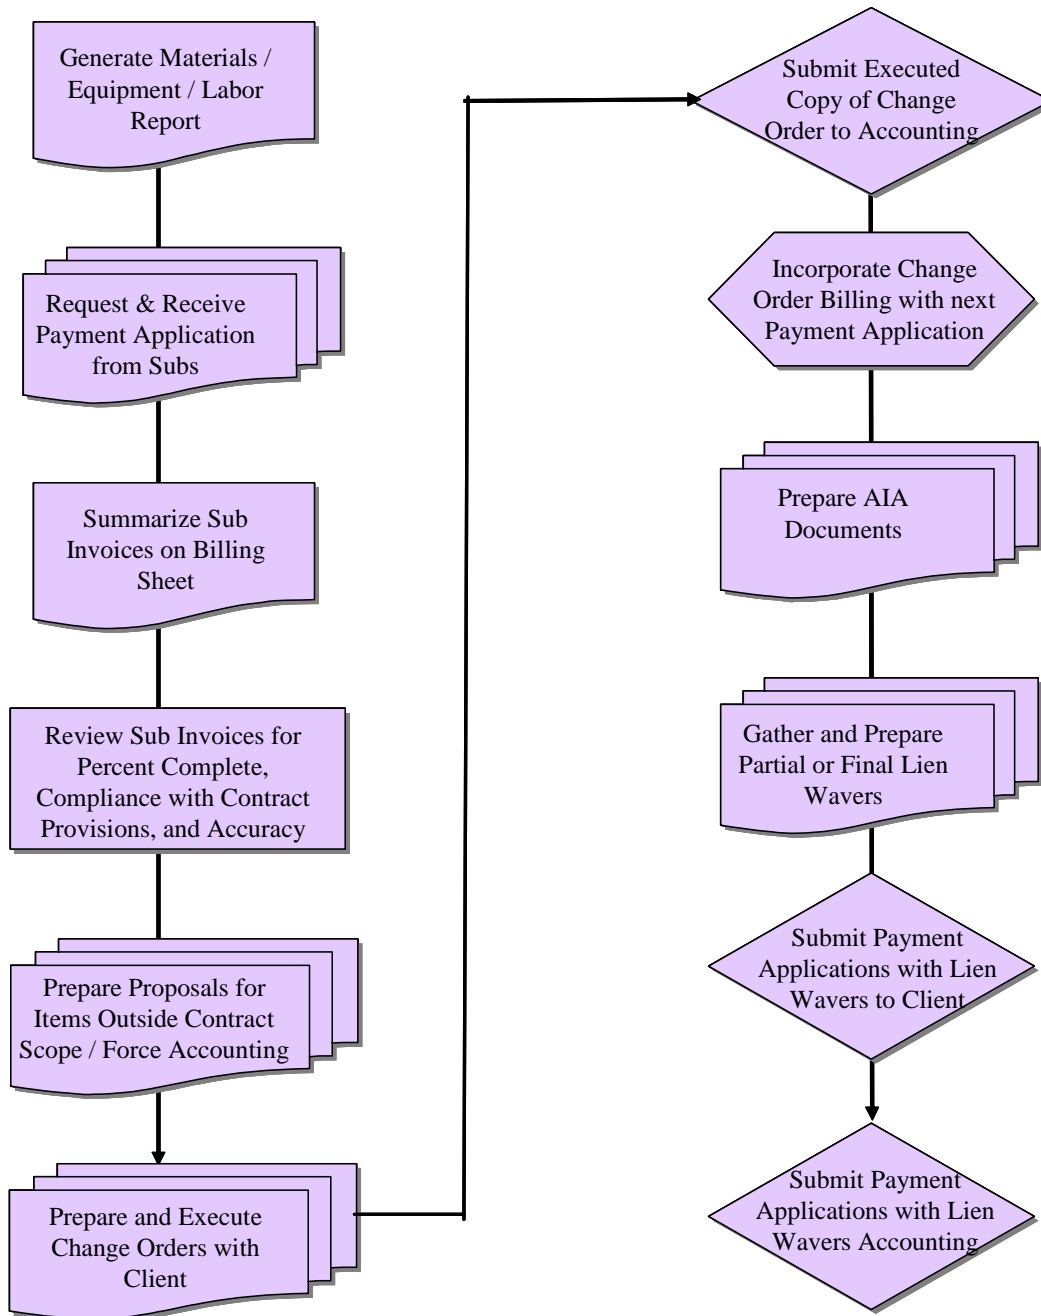 Generate Materials /
Equipment / Labor
Report
Request & Receive
Payment Application
from Subs
Summarize Sub
Invoices on Billing
Sheet
Review Sub Invoices for
Percent Complete,
Compliance with Contract
Provisions, and Accuracy
Prepare Proposals for
Items Outside Contract
Scope / Force Accounting
Prepare and Execute
Change Orders with
Client
Submit Executed
Copy of Change
Order to Accounting
Incorporate Change
Order Billing with next
Payment Application
Prepare AIA
Documents
Gather and Prepare
Partial or Final Lien
Wavers
Submit Payment
Applications with Lien
Wavers to Client
Submit Payment
Applications with Lien
Wavers Accounting